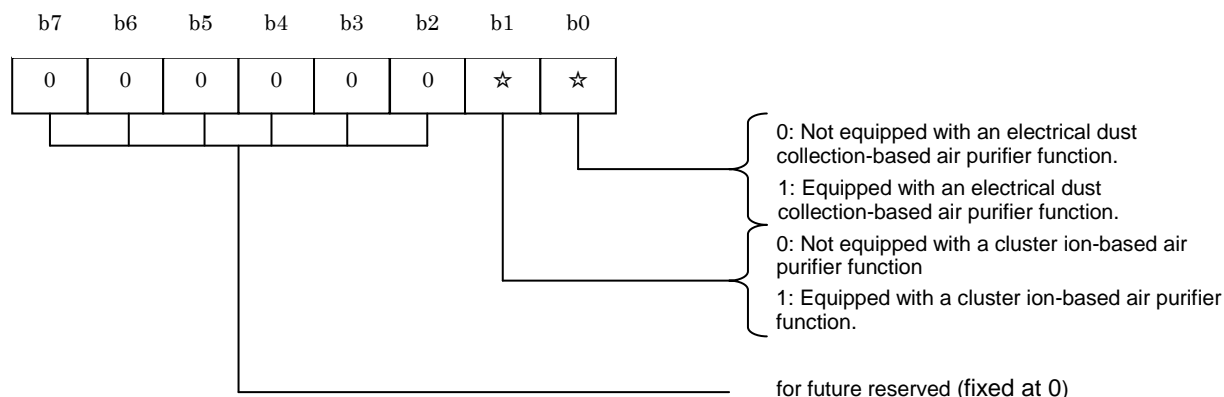 b7 b6 b5 b4 b3 b2 b1 b0
0 0 0 0 0 0 ☆ ☆
0: Not equipped with an electrical dust
collection-based air purifier function.
1: Equipped with an electrical dust
collection-based air purifier function.
0: Not equipped with a cluster ion-based air
purifier function
1: Equipped with a cluster ion-based air purifier
function.
for future reserved (fixed at 0)